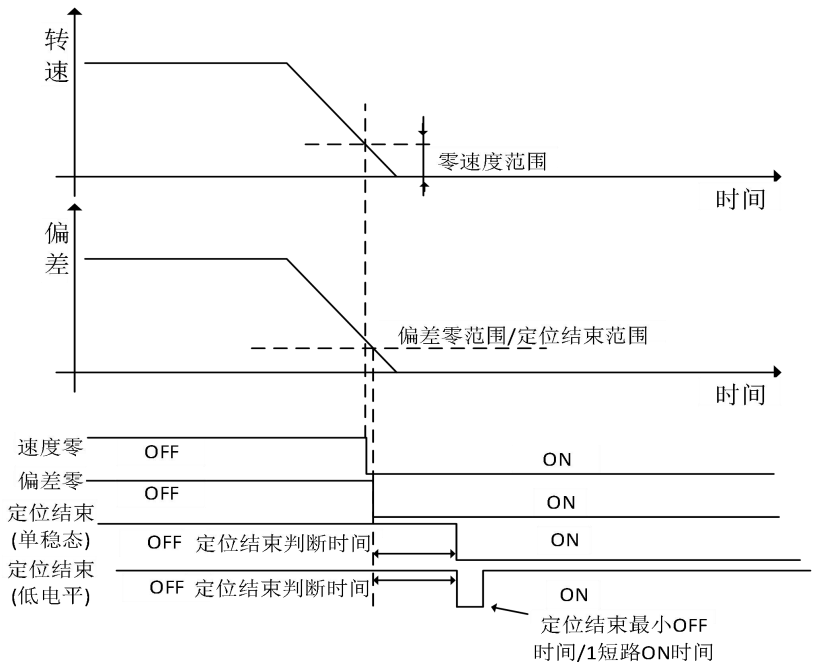 转速
零速度范围
时间
偏差
偏差零范围/定位结束范围
时间
速度零
OFF
ON
偏差零
OFF
ON
定位结束
(单稳态)
OFF
定位结束判断时间
ON
定位结束
(低电平)
OFF
定位结束判断时间
ON
定位结束最小OFF
时间/1短路ON时间